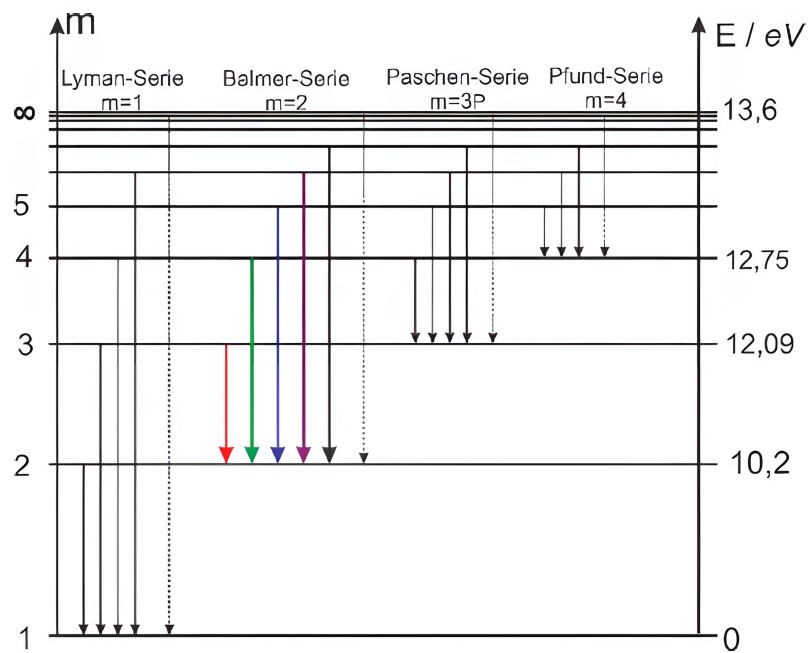 m
E / eV
Lyman-Serie
m=1
Balmer-Serie
m=2
Paschen-Serie
m=3P
Pfund-Serie
m=4
∞
13,6
5
4
12,75
3
12,09
2
10,2
1
0